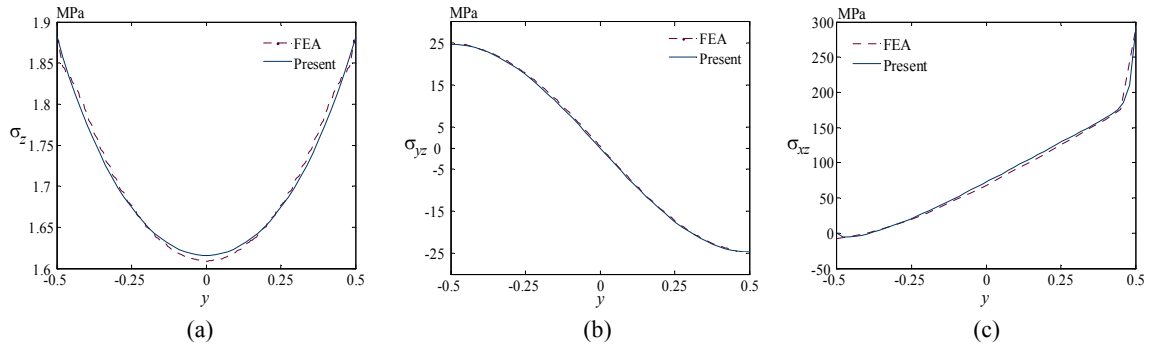 MPa
1.9
1.85
1.8
σz
1.75
1.7
1.65
1.6
-0.5
-0.25
0
0.25
0.5
y
FEA
Present
(a)
MPa
25
15
5
σyz
0
-5
-15
-25
-0.5
-0.25
0
0.25
0.5
y
FEA
Present
(b)
MPa
300
250
200
150
σxz
100
50
0
-50
-0.5
-0.25
0
0.25
0.5
y
FEA
Present
(c)